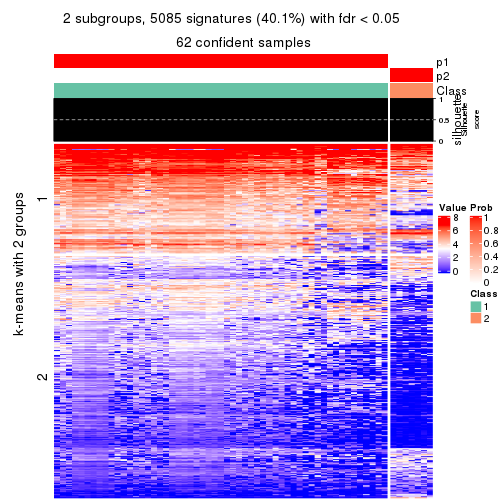 2 subgroups, 5085 signatures (40.1%) with fdr < 0.05
62 confident samples
p1
p2
Class
silhouette
Silhouette
score
1
0.5
0
k-means with 2 groups
1
2
Value
8
6
4
2
0
Prob
1
0.8
0.6
0.4
0.2
0
Class
1
2